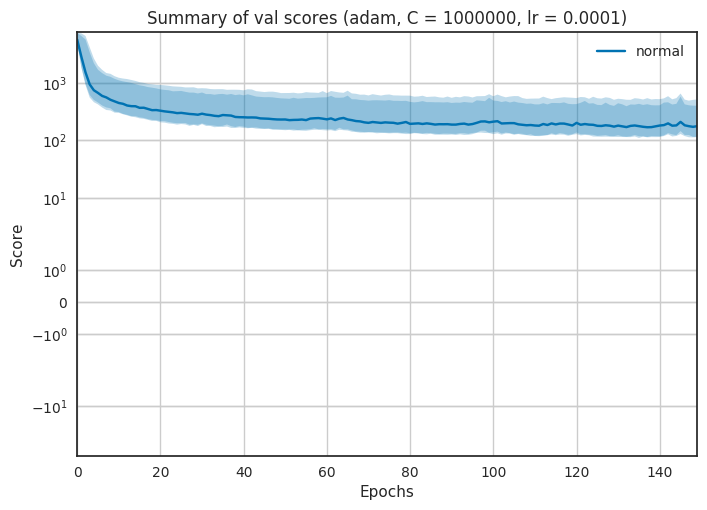 Summary of val scores (adam, C = 1000000, lr = 0.0001)
normal
Score
10³
10²
10¹
10⁰
0
−10⁰
−10¹
0 20 40 60 80 100 120 140
Epochs